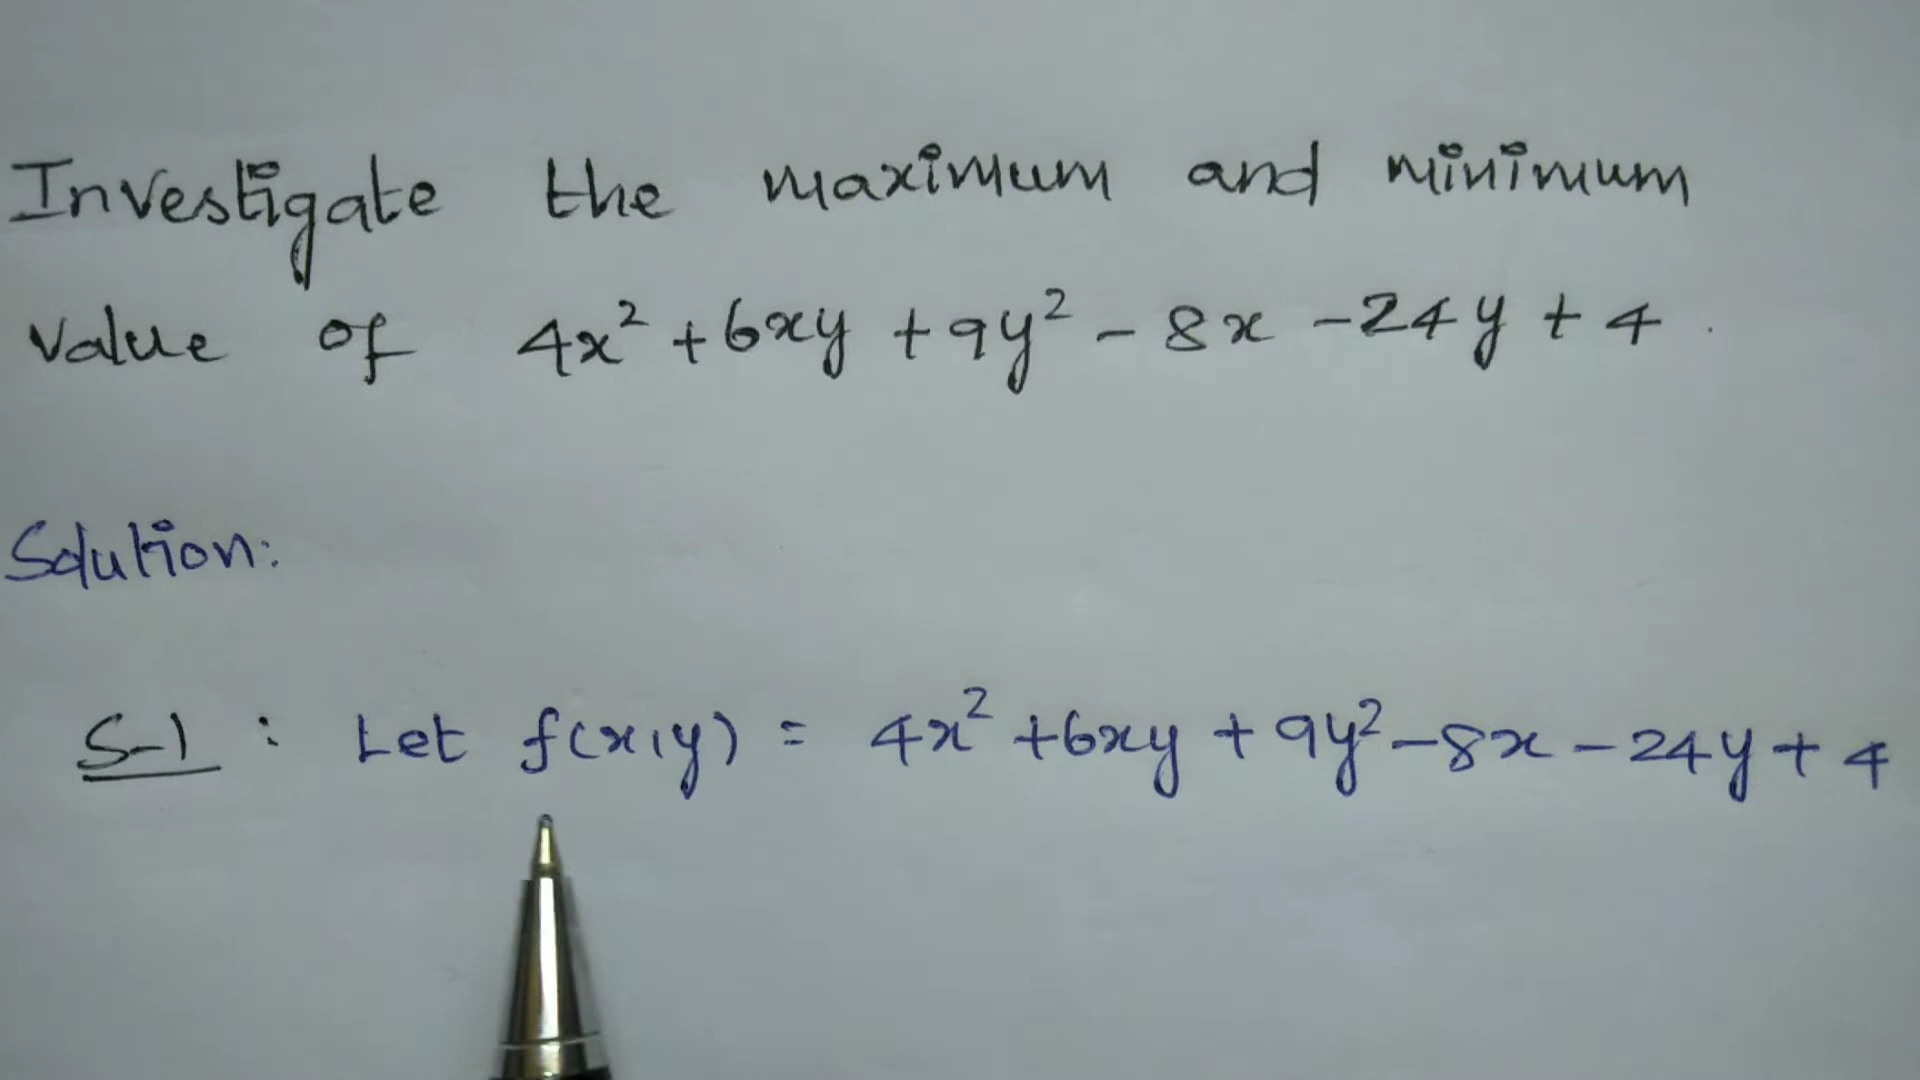 Investigate the maximum and minimum
value of 4x² + 6xy + 9y² - 8x - 24y + 4.
Solution:
S-1 : Let f(x,y) = 4x² + 6xy + 9y² - 8x - 24y + 4